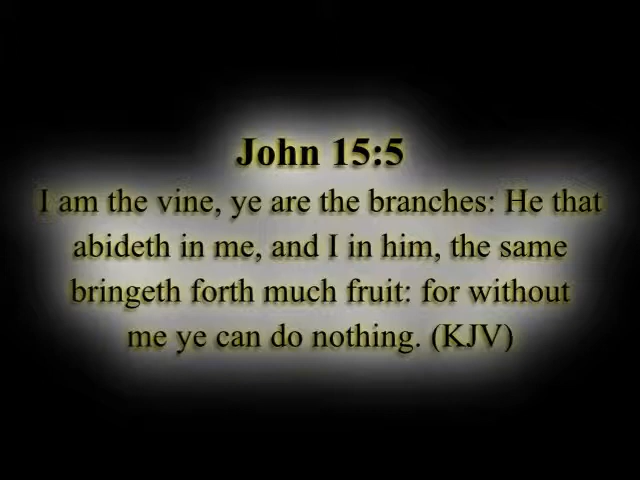 John 15:5
I am the vine, ye are the branches: He that
abideth in me, and I in him, the same
bringeth forth much fruit: for without
me ye can do nothing. (KJV)